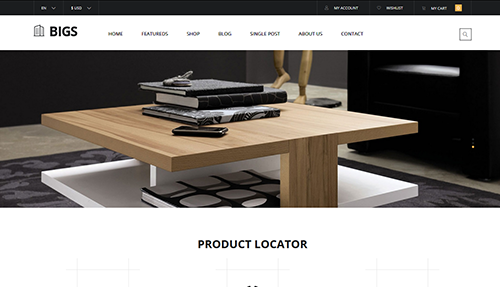 EN $ USD MY ACCOUNT WISHLIST MY CART
BIGS HOME FEATUREDS SHOP BLOG SINGLE POST ABOUT US CONTACT
PRODUCT LOCATOR